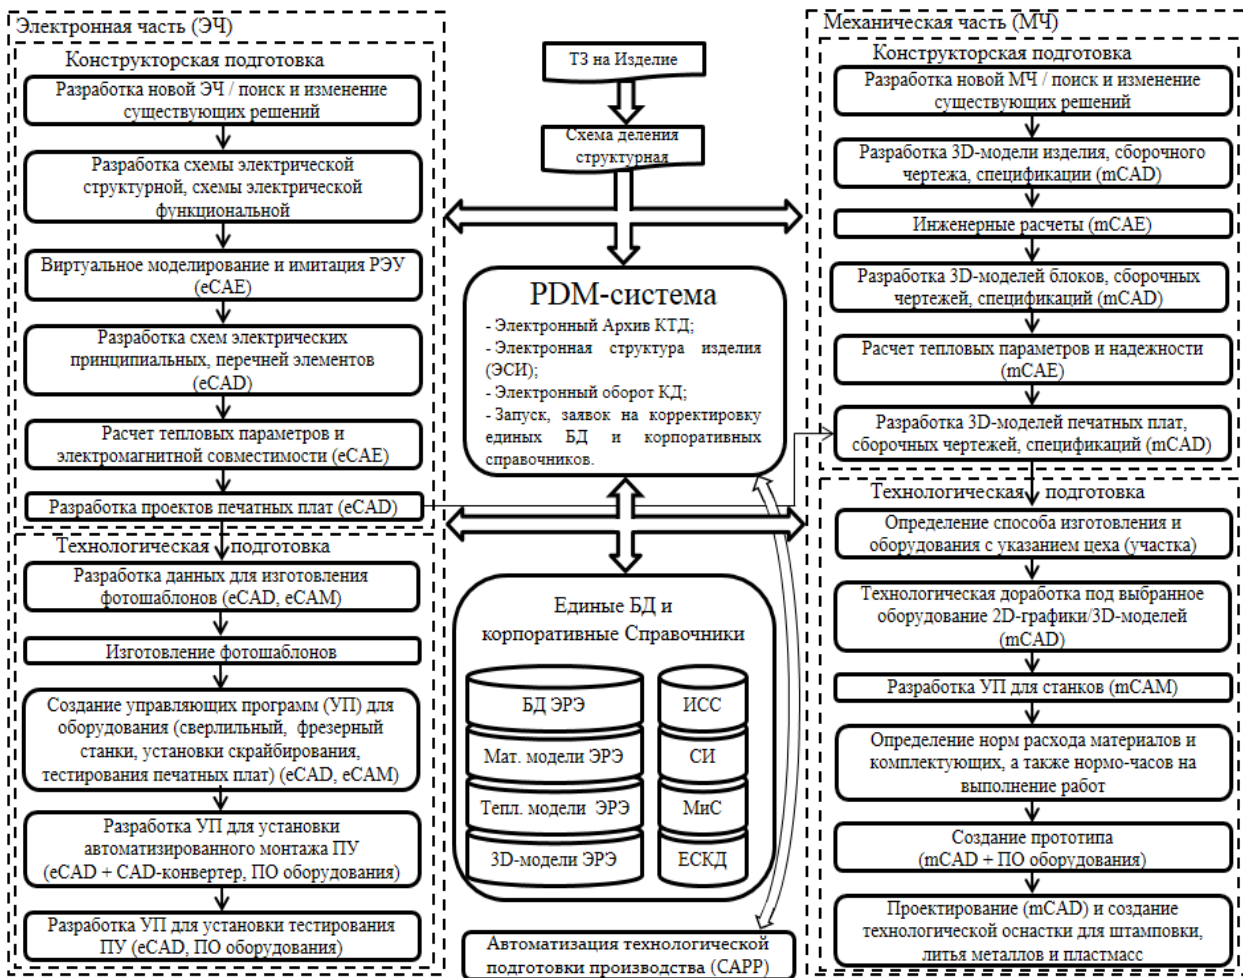 Электронная часть (ЭЧ)
Конструкторская подготовка
Разработка новой ЭЧ / поиск и изменение
существующих решений
Разработка схемы электрической
структурной, схемы электрической
функциональной
Виртуальное моделирование и имитация РЭУ
(eCAE)
Разработка схем электрических
принципиальных, перечней элементов
(eCAD)
Расчет тепловых параметров и
электромагнитной совместимости (eCAE)
Разработка проектов печатных плат (eCAD)
Технологическая подготовка
Разработка данных для изготовления
фотошаблонов (eCAD, eCAM)
Изготовление фотошаблонов
Создание управляющих программ (УП) для
оборудования (сверлильный, фрезерный
станки, установки скрайбирования,
тестирования печатных плат) (eCAD, eCAM)
Разработка УП для установки
автоматизированного монтажа ПУ
(eCAD + CAD-конвертер, ПО оборудования)
Разработка УП для установки тестирования
ПУ (eCAD, ПО оборудования)
ТЗ на Изделие
Схема деления
структурная
PDM-система
- Электронный Архив КТД;
- Электронная структура изделия
(ЭСИ);
- Электронный оборот КД;
- Запуск, заявок на корректировку
единых БД и корпоративных
справочников.
Единые БД и
корпоративные Справочники
БД ЭРЭ
Мат. модели ЭРЭ
Тепл. модели ЭРЭ
3D-модели ЭРЭ
ИСС
СИ
МиС
ЕСКД
Автоматизация технологической
подготовки производства (CAPP)
Механическая часть (МЧ)
Конструкторская подготовка
Разработка новой МЧ / поиск и изменение
существующих решений
Разработка 3D-модели изделия, сборочного
чертежа, спецификации (mCAD)
Инженерные расчеты (mCAE)
Разработка 3D-моделей блоков, сборочных
чертежей, спецификаций (mCAD)
Расчет тепловых параметров и надежности
(mCAE)
Разработка 3D-моделей печатных плат,
сборочных чертежей, спецификаций (mCAD)
Технологическая подготовка
Определение способа изготовления и
оборудования с указанием цеха (участка)
Технологическая доработка под выбранное
оборудование 2D-графики/3D-моделей
(mCAD)
Разработка УП для станков (mCAM)
Определение норм расхода материалов и
комплектующих, а также нормо-часов на
выполнение работ
Создание прототипа
(mCAD + ПО оборудования)
Проектирование (mCAD) и создание
технологической оснастки для штамповки,
литья металлов и пластмасс